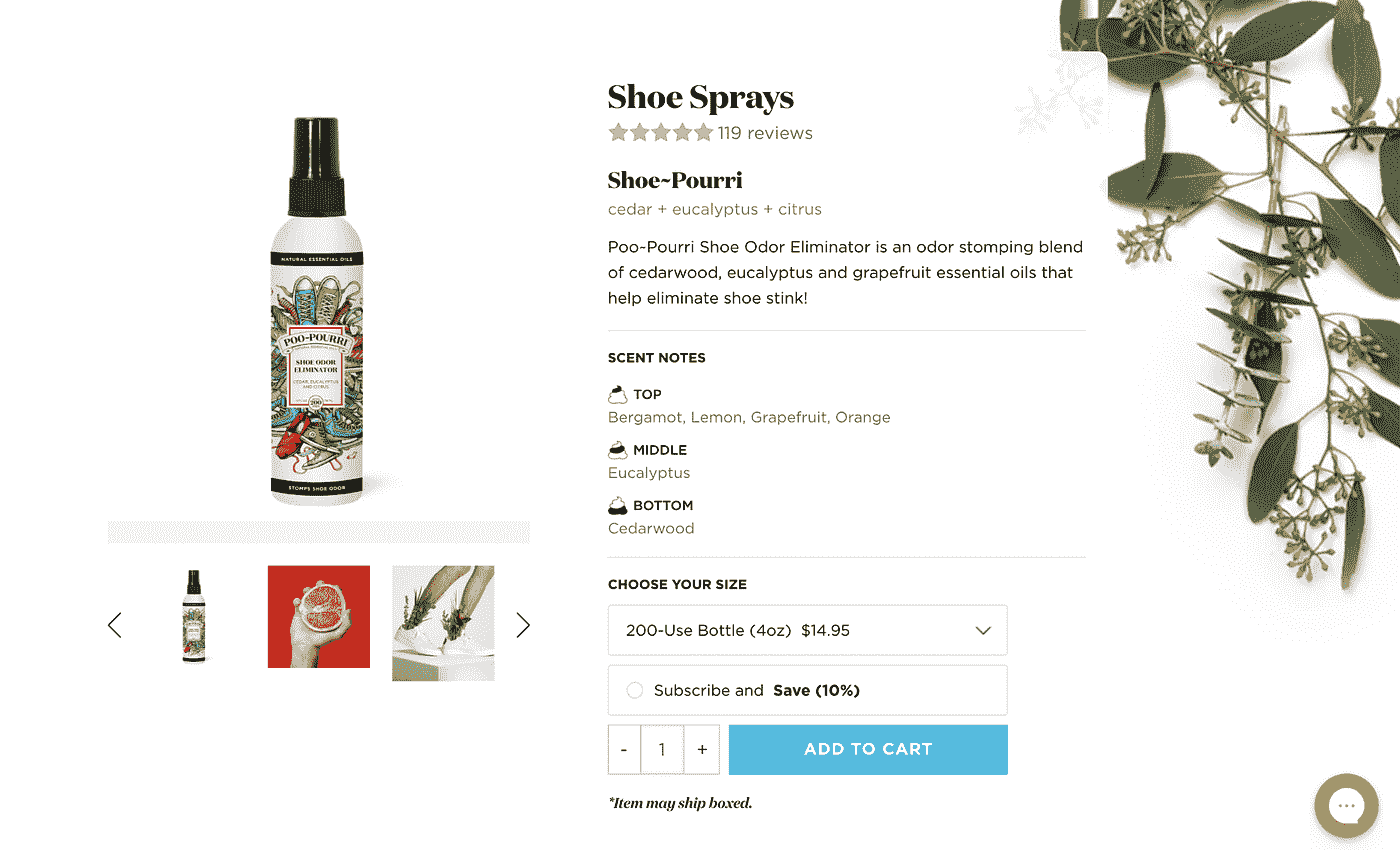 Shoe Sprays
119 reviews
Shoe~Pourri
cedar + eucalyptus + citrus
Poo~Pourri Shoe Odor Eliminator is an odor stomping blend
of cedarwood, eucalyptus and grapefruit essential oils that
help eliminate shoe stink!
SCENT NOTES
TOP
Bergamot, Lemon, Grapefruit, Orange
MIDDLE
Eucalyptus
BOTTOM
Cedarwood
CHOOSE YOUR SIZE
200-Use Bottle (4oz) $14.95
Subscribe and Save (10%)
- 1 +
ADD TO CART
*Item may ship boxed.
NATURAL ESSENTIAL OILS
POO~POURRI
SHOE ODOR
ELIMINATOR
CEDAR, EUCALYPTUS
AND CITRUS
200
STOMPS SHOE ODOR